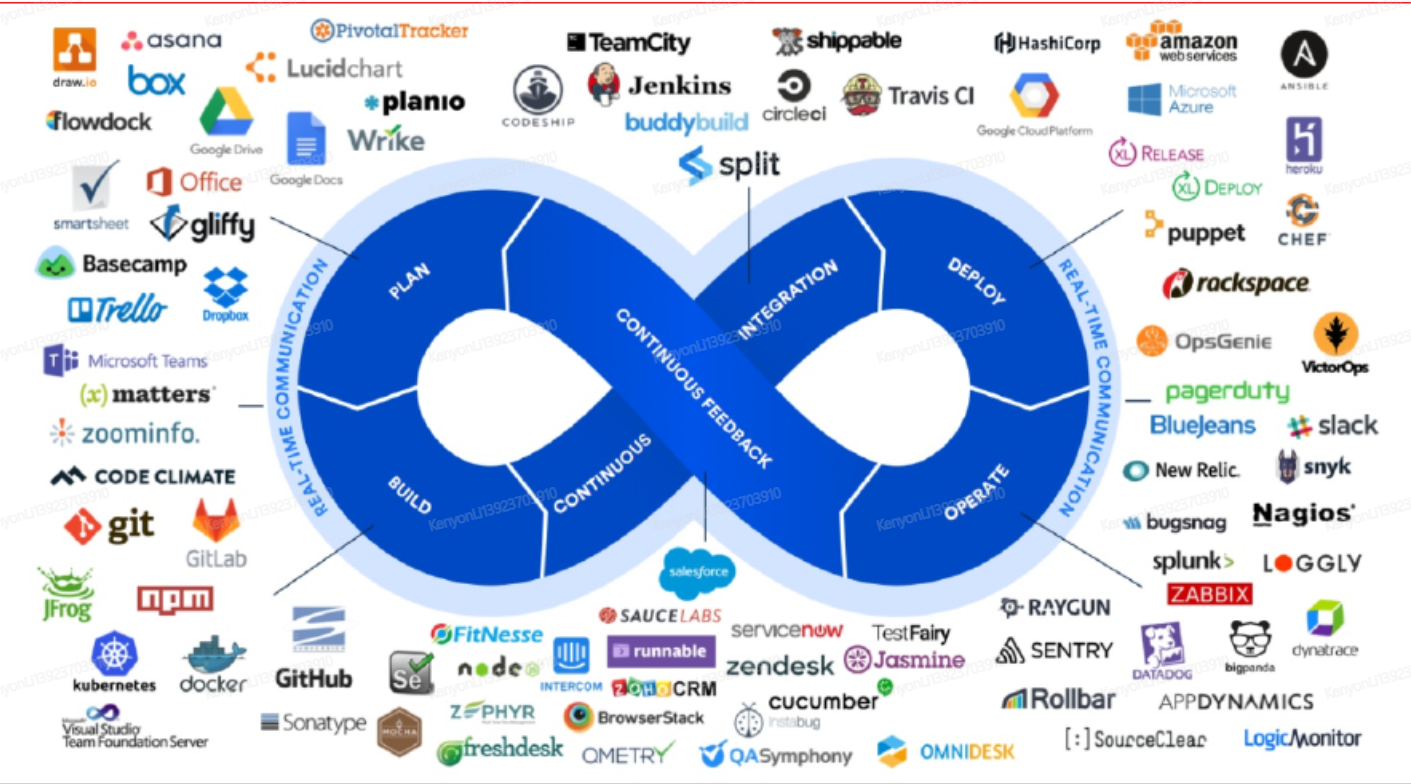 draw.io
asana
PivotalTracker
box
Lucidchart
planio
flowdock
Google Drive
Google Docs
Wrike
smartsheet
Office
gliffy
Basecamp
Trello
Dropbox
TeamCity
shippable
CODESHIP
Jenkins
circleci
Travis CI
buddybuild
split
HashiCorp
amazon
webservices
ANSIBLE
Google Cloud Platform
Microsoft
Azure
XL RELEASE
XL DEPLOY
heroku
puppet
CHEF
rackspace
PLAN
BUILD
CONTINUOUS
INTEGRATION
CONTINUOUS FEEDBACK
DEPLOY
OPERATE
REAL-TIME COMMUNICATION
REAL-TIME COMMUNICATION
Microsoft Teams
(x)matters
zoominfo.
CODE CLIMATE
git
GitLab
JFrog
npm
kubernetes
docker
GitHub
Microsoft
Visual Studio
Team Foundation Server
Sonatype
OpsGenie
VictorOps
pagerduty
BlueJeans
slack
New Relic.
snyk
bugsnag
Nagios
splunk>
LOGGLY
ZABBIX
RAYGUN
SENTRY
DATADOG
bigpanda
dynatrace
Rollbar
APPDYNAMICS
[:]SourceClear
LogicMonitor
salesforce
SAUCELABS
FitNesse
Se
node
INTERCOM
runnable
servicenow
TestFairy
zendesk
Jasmine
ZOHO CRM
cucumber
ZEPHYR
MOCHA
BrowserStack
instabug
freshdesk
QMETRY
QASymphony
OMNIDESK
KenyonLI13923703910